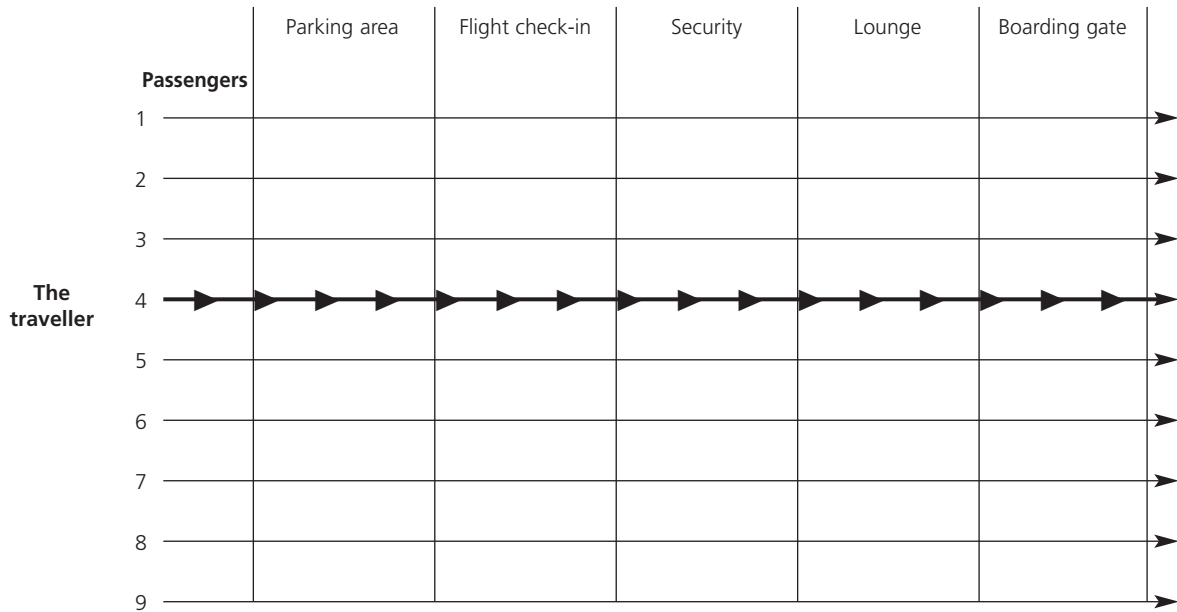 Parking area Flight check-in Security Lounge Boarding gate
Passengers
1
2
3
The
traveller
4
5
6
7
8
9